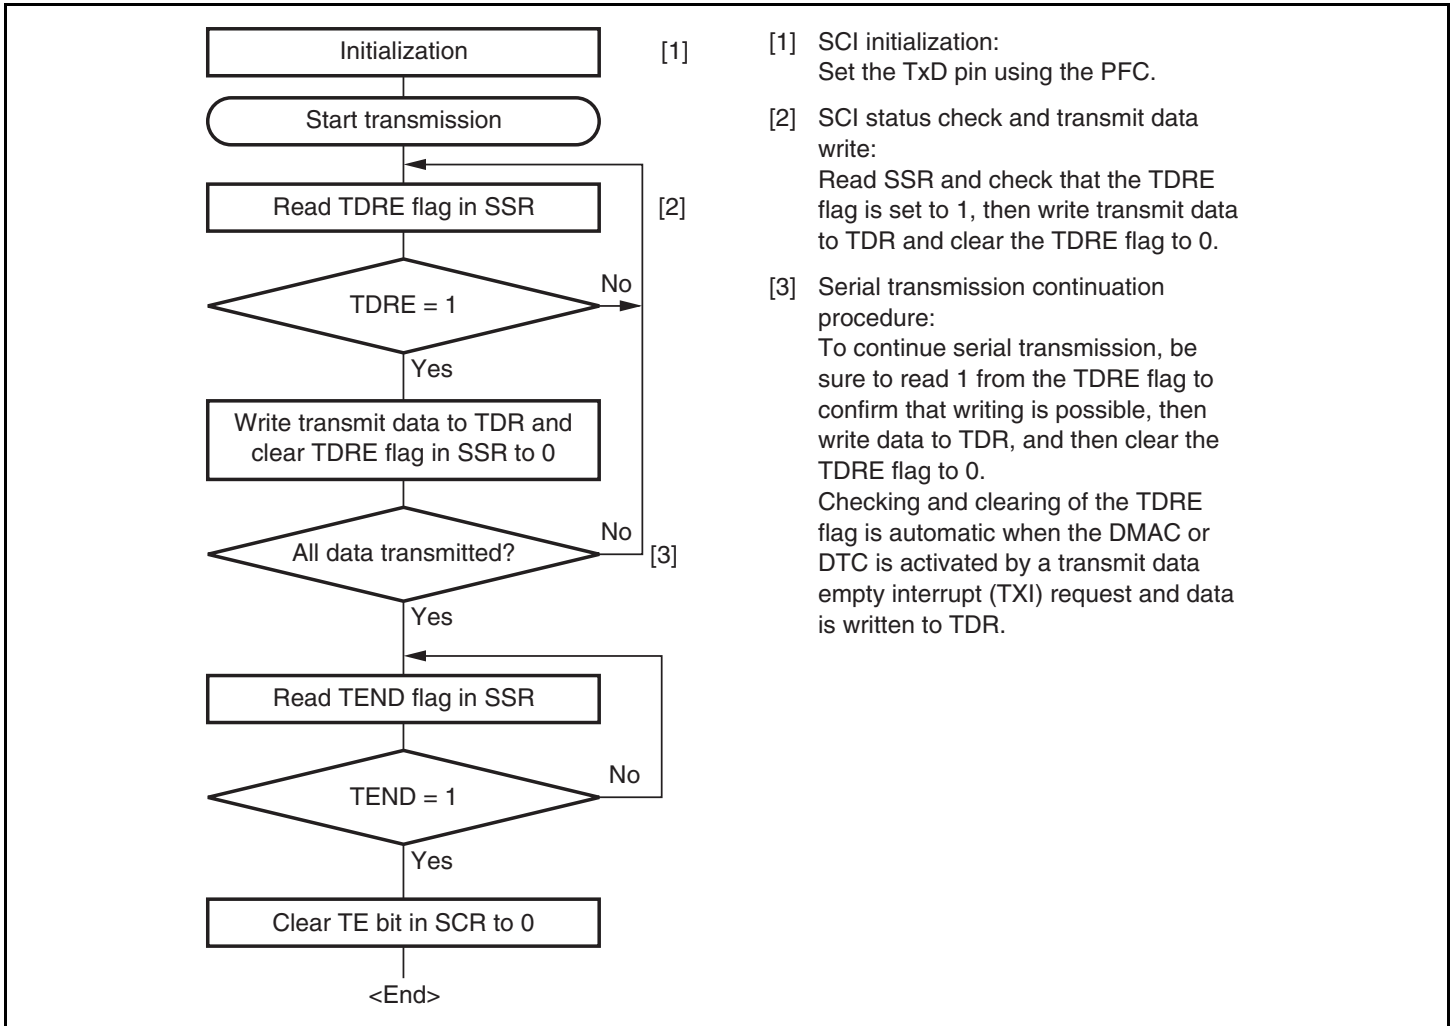 Initialization
[1]
Start transmission
Read TDRE flag in SSR
[2]
TDRE = 1
No
Yes
Write transmit data to TDR and
clear TDRE flag in SSR to 0
All data transmitted?
No
[3]
Yes
Read TEND flag in SSR
TEND = 1
No
Yes
Clear TE bit in SCR to 0
<End>
[1] SCI initialization:
Set the TxD pin using the PFC.
[2] SCI status check and transmit data
write:
Read SSR and check that the TDRE
flag is set to 1, then write transmit data
to TDR and clear the TDRE flag to 0.
[3] Serial transmission continuation
procedure:
To continue serial transmission, be
sure to read 1 from the TDRE flag to
confirm that writing is possible, then
write data to TDR, and then clear the
TDRE flag to 0.
Checking and clearing of the TDRE
flag is automatic when the DMAC or
DTC is activated by a transmit data
empty interrupt (TXI) request and data
is written to TDR.